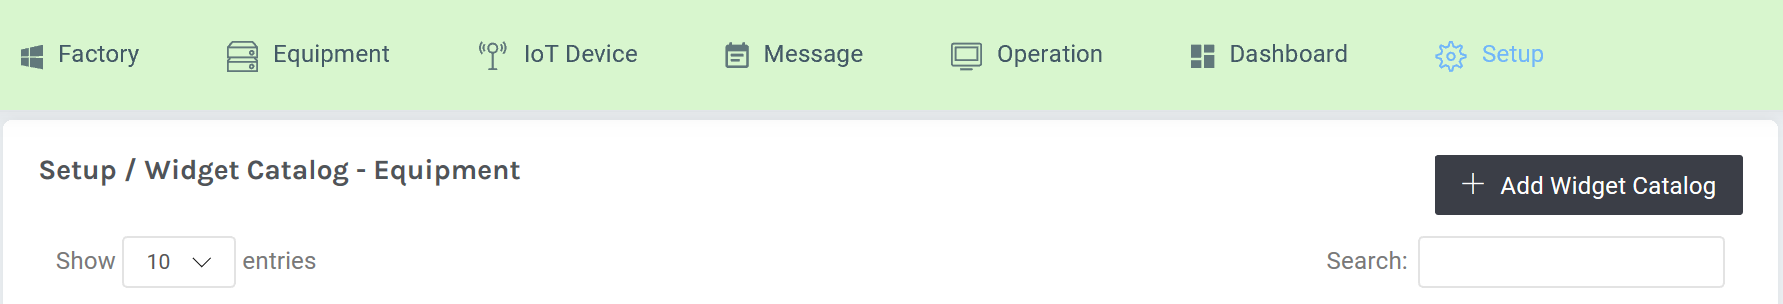 Factory Equipment IoT Device Message Operation Dashboard Setup
Setup / Widget Catalog - Equipment
Add Widget Catalog
Show 10 entries Search: